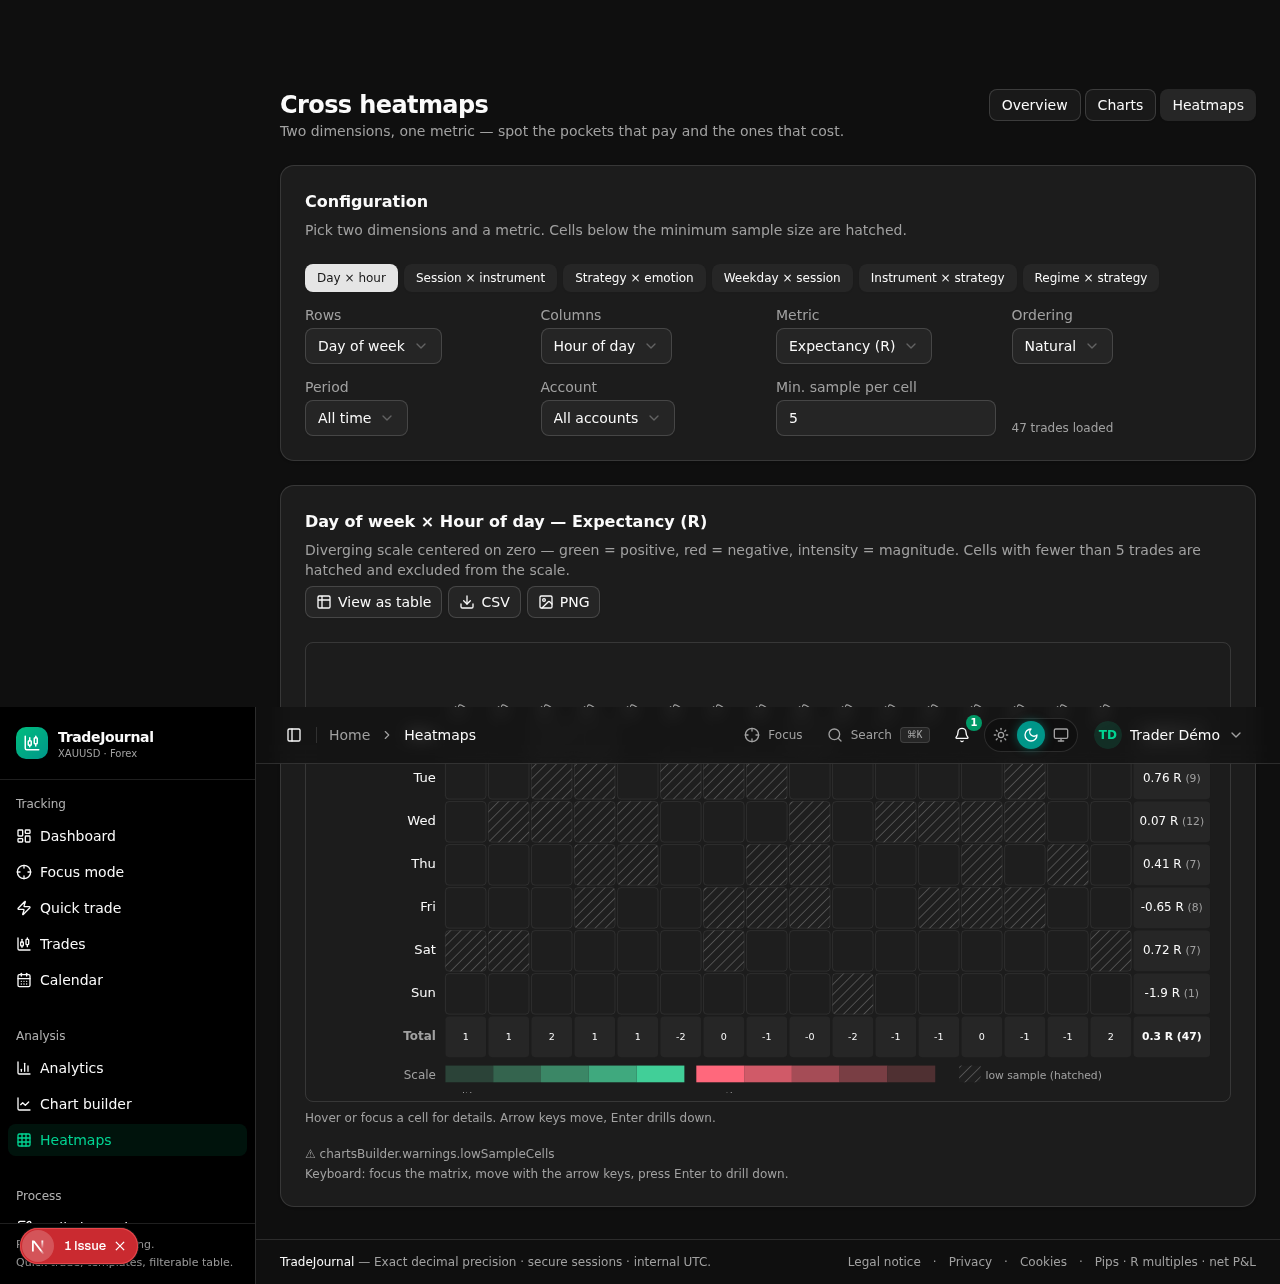 Cross heatmaps
Two dimensions, one metric — spot the pockets that pay and the ones that cost.
Overview
Charts
Heatmaps
Configuration
Pick two dimensions and a metric. Cells below the minimum sample size are hatched.
Day × hour
Session × instrument
Strategy × emotion
Weekday × session
Instrument × strategy
Regime × strategy
Rows
Columns
Metric
Ordering
Day of week
Hour of day
Expectancy (R)
Natural
Period
Account
Min. sample per cell
All time
All accounts
5
47 trades loaded
Day of week × Hour of day — Expectancy (R)
Diverging scale centered on zero — green = positive, red = negative, intensity = magnitude. Cells with fewer than 5 trades are
hatched and excluded from the scale.
View as table
CSV
PNG
TradeJournal
XAUUSD · Forex
Home
Heatmaps
Focus
Search ⌘K
1
TD
Trader Démo
Tue 0.76 R (9)
Wed 0.07 R (12)
Thu 0.41 R (7)
Fri -0.65 R (8)
Sat 0.72 R (7)
Sun -1.9 R (1)
Total 1 1 2 1 1 -2 0 -1 -0 -2 -1 -1 0 -1 -1 2 0.3 R (47)
Scale
low sample (hatched)
Hover or focus a cell for details. Arrow keys move, Enter drills down.
⚠ chartsBuilder.warnings.lowSampleCells
Keyboard: focus the matrix, move with the arrow keys, press Enter to drill down.
Tracking
Dashboard
Focus mode
Quick trade
Trades
Calendar
Analysis
Analytics
Chart builder
Heatmaps
Process
1 Issue
filterable table.
TradeJournal — Exact decimal precision · secure sessions · internal UTC.
Legal notice · Privacy · Cookies · Pips · R multiples · net P&L